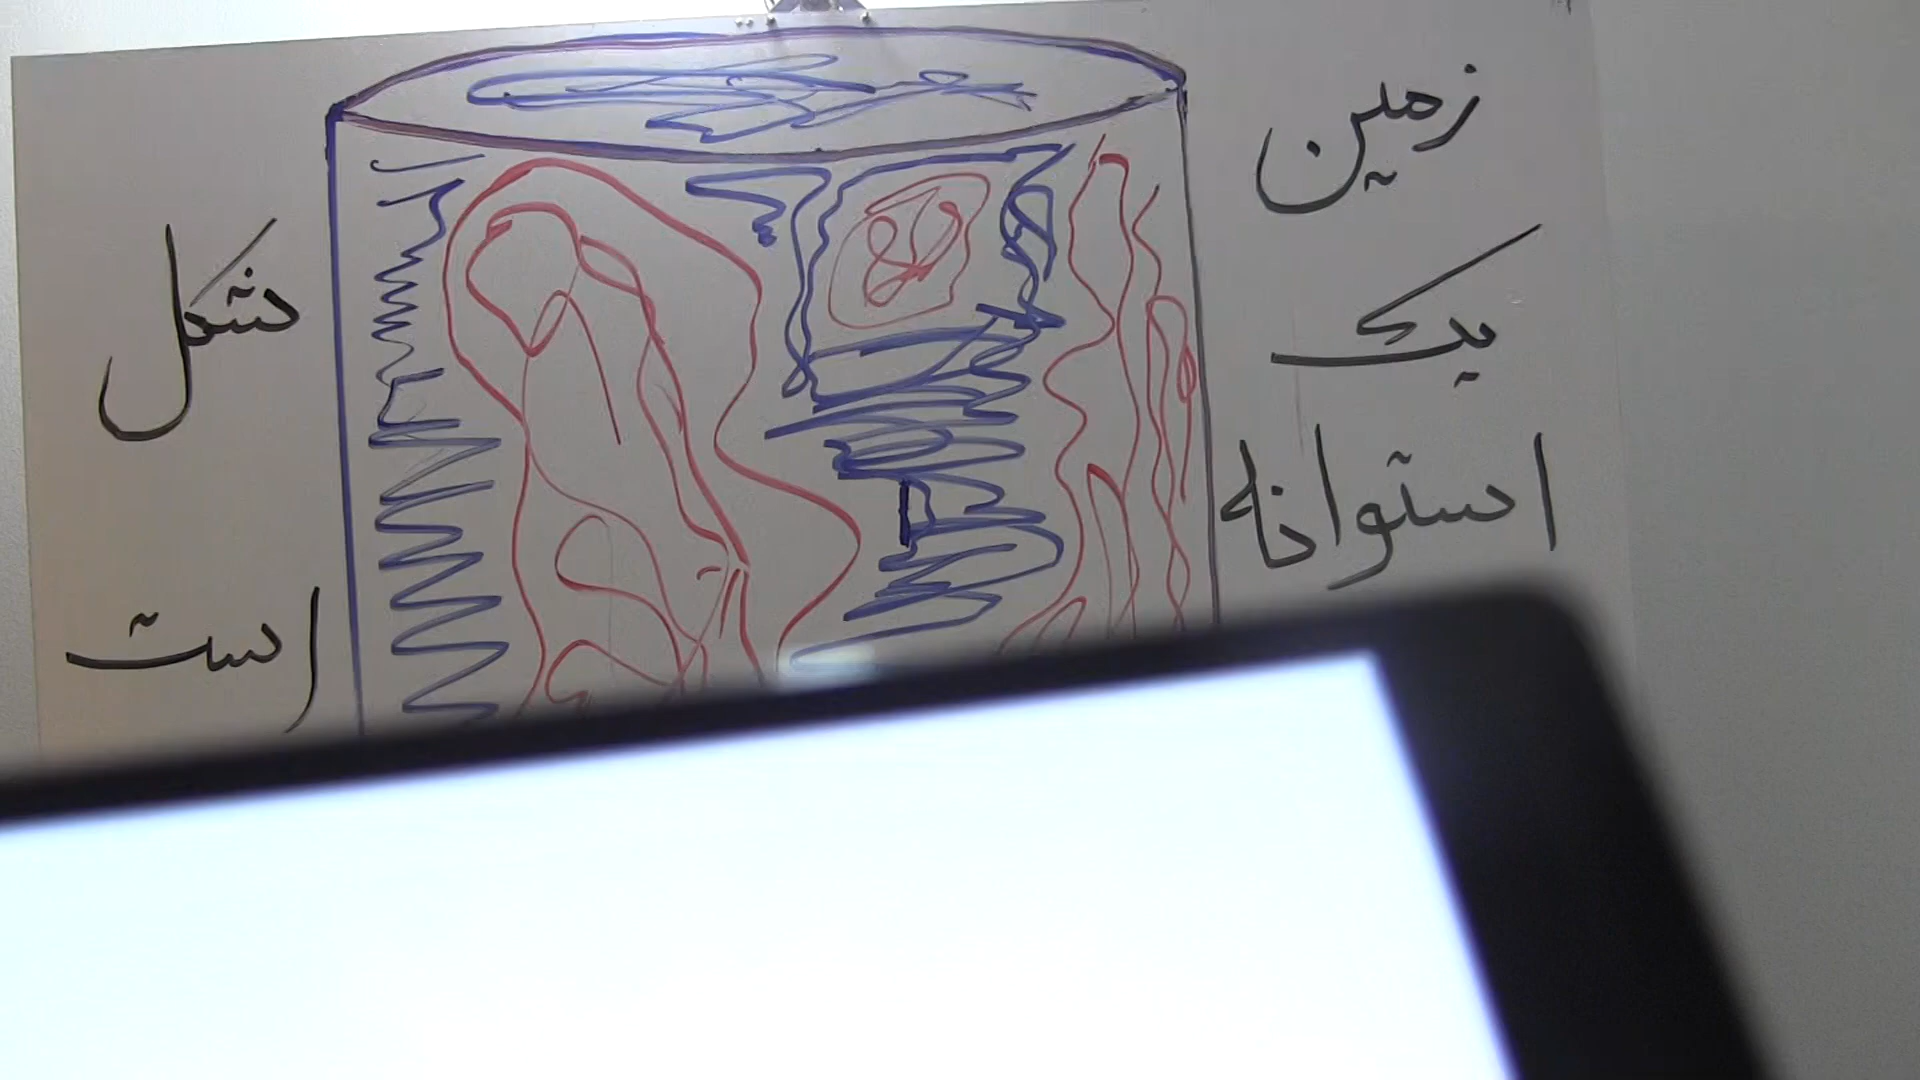 زمین
یک
استوانه
شکل
است